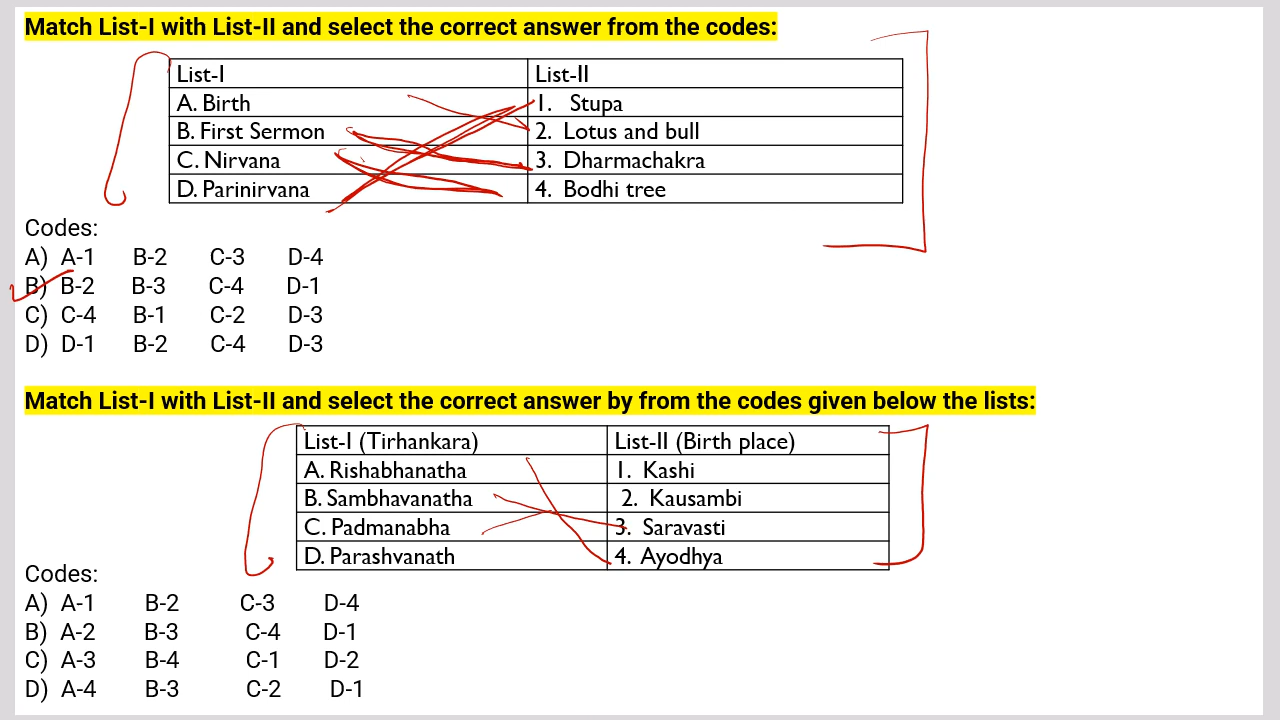 Match List-I with List-II and select the correct answer from the codes:
List-I List-II
A. Birth 1. Stupa
B. First Sermon 2. Lotus and bull
C. Nirvana 3. Dharmachakra
D. Parinirvana 4. Bodhi tree
Codes:
A) A-1 B-2 C-3 D-4
B) B-2 B-3 C-4 D-1
C) C-4 B-1 C-2 D-3
D) D-1 B-2 C-4 D-3
Match List-I with List-II and select the correct answer by from the codes given below the lists:
List-I (Tirhankara) List-II (Birth place)
A. Rishabhanatha 1. Kashi
B. Sambhavanatha 2. Kausambi
C. Padmanabha 3. Saravasti
D. Parashvanath 4. Ayodhya
Codes:
A) A-1 B-2 C-3 D-4
B) A-2 B-3 C-4 D-1
C) A-3 B-4 C-1 D-2
D) A-4 B-3 C-2 D-1